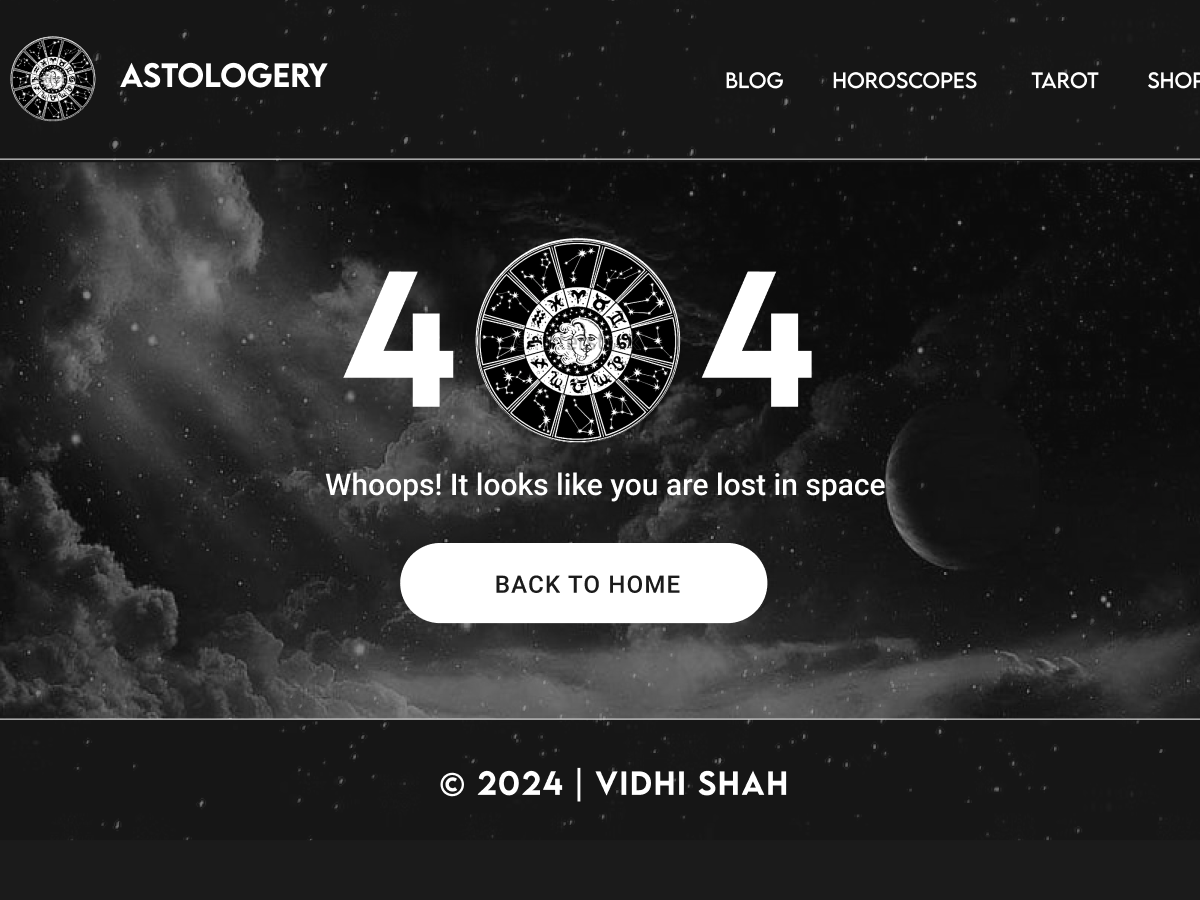 ASTOLOGERY
BLOG HOROSCOPES TAROT SHOP
4 4
Whoops! It looks like you are lost in space
BACK TO HOME
© 2024 | VIDHI SHAH